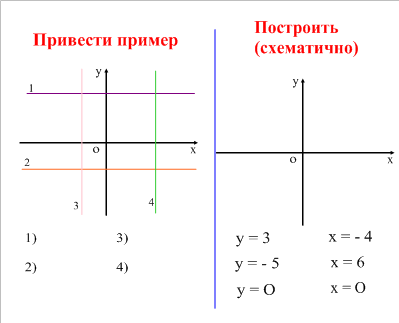 Привести пример
y
1
o
x
2
3
4
1) 3)
2) 4)
Построить
(схематично)
y
o
x
y = 3 x = - 4
y = - 5 x = 6
y = O x = O